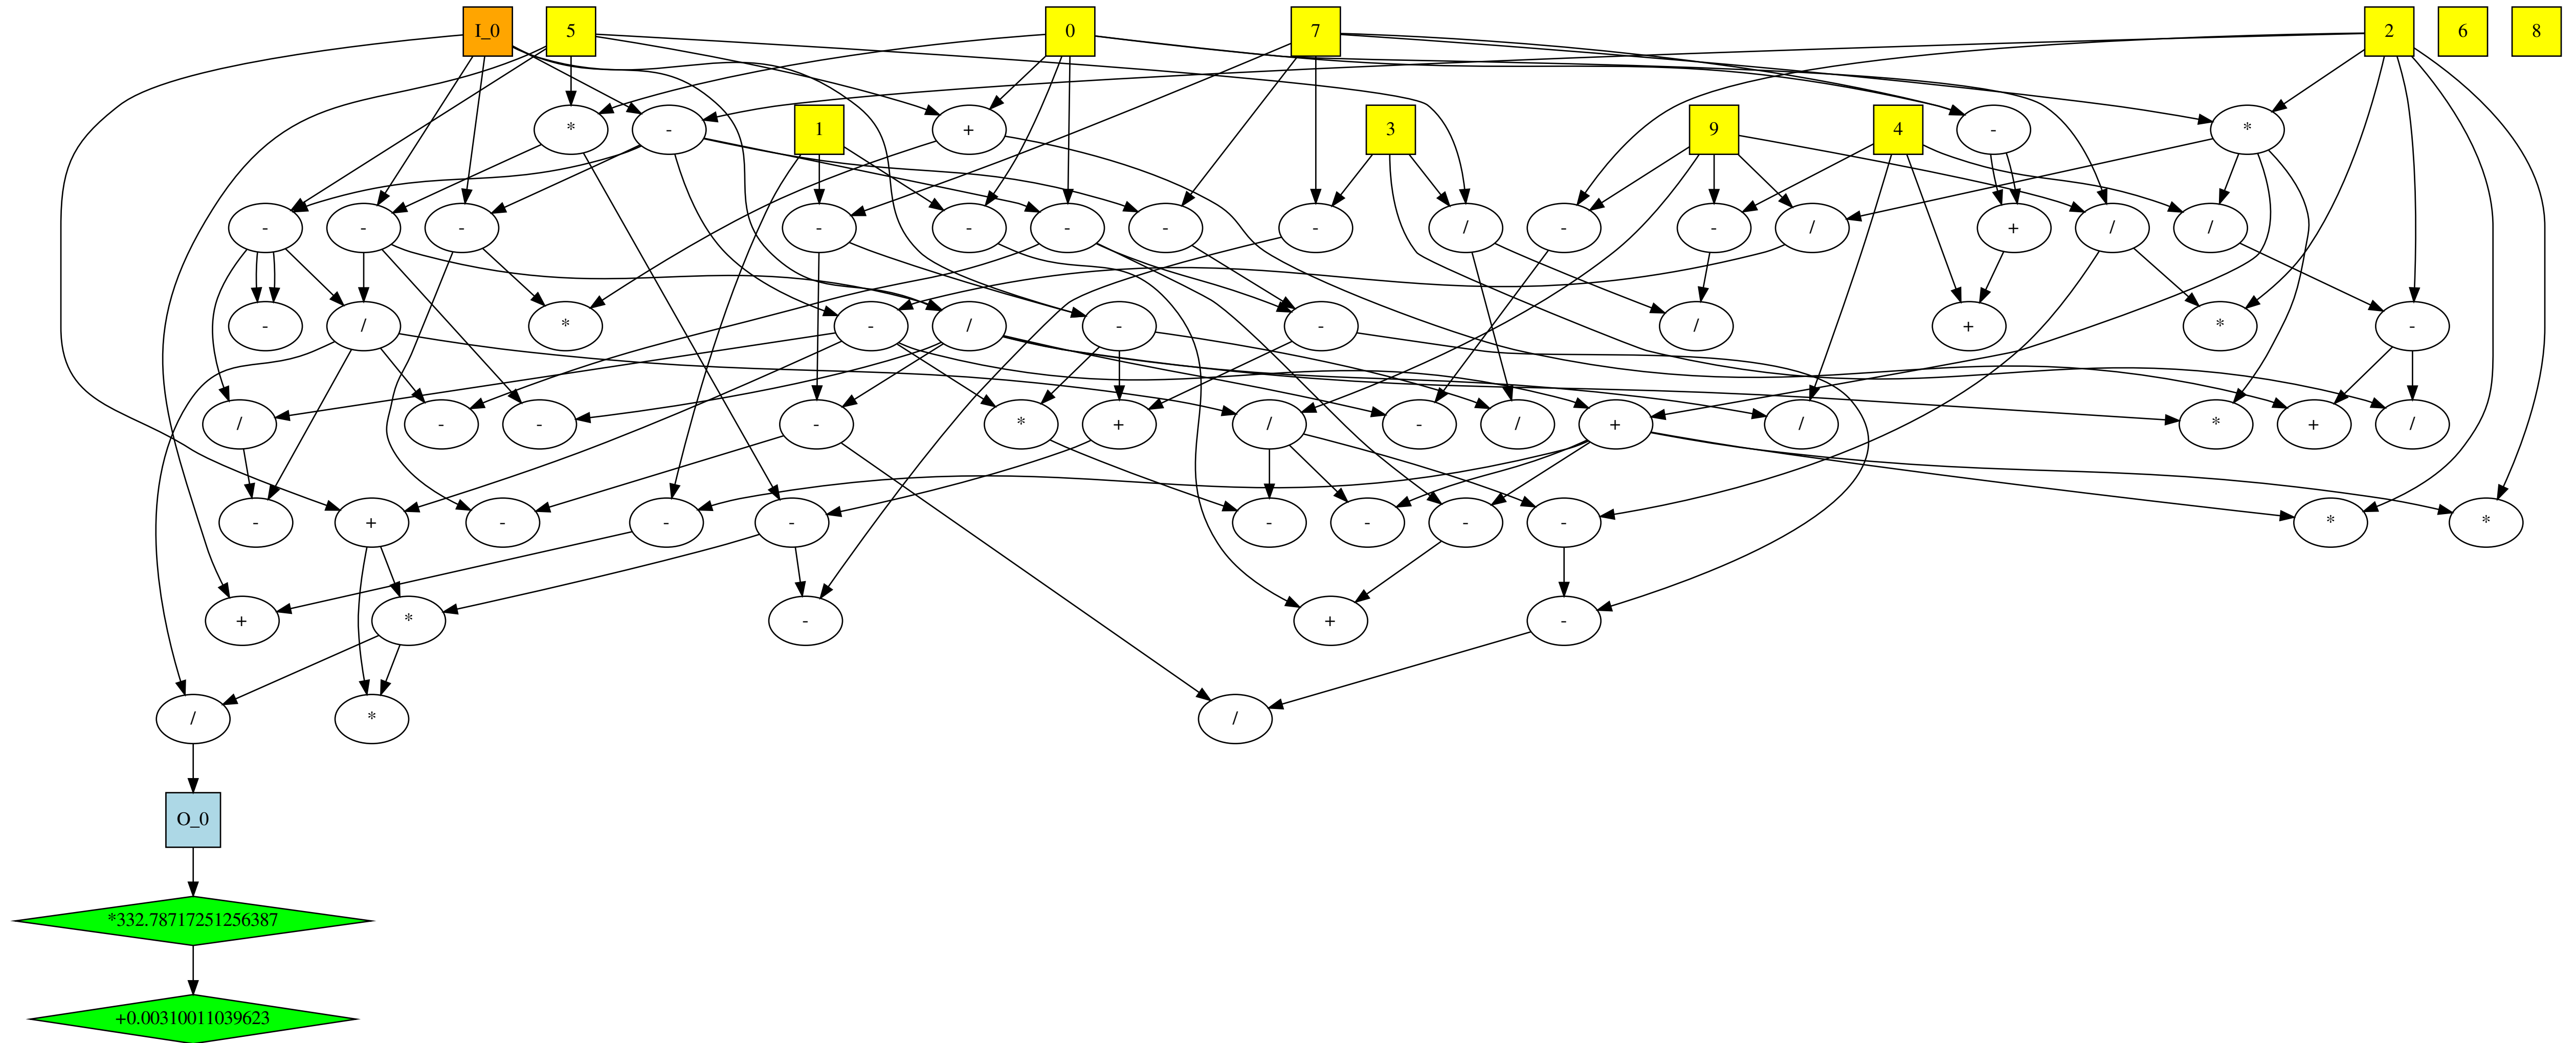 I_0 5 0 7 2 6 8
* - 1 + 3 9 4 - *
- - - - - - - - / - - / + / /
- / * - / - - / + * -
/ - - - * + / / + / * + /
- + - - - - - - - * *
+ * - + -
/ * /
O_0
*332.78717251256387
+0.00310011039623